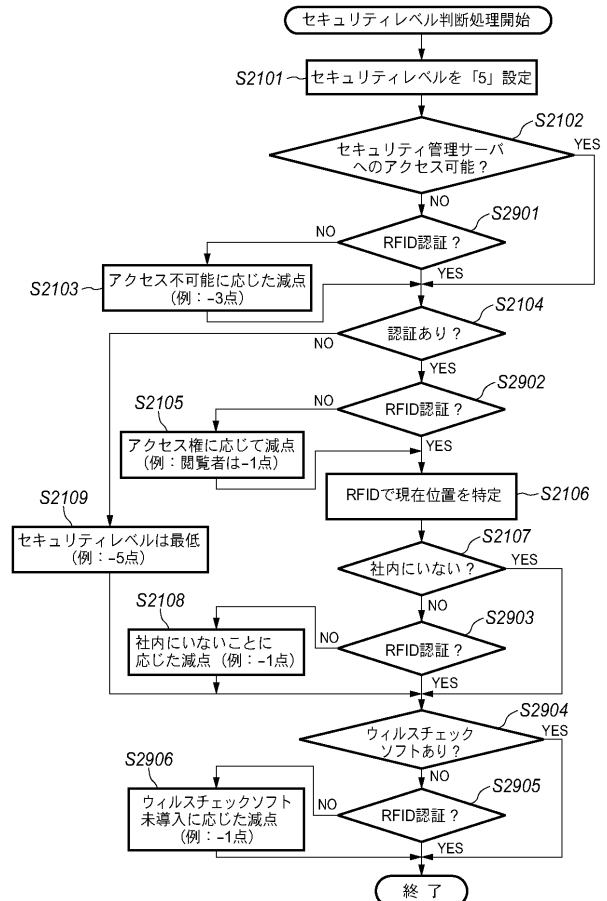 セキュリティレベル判断処理開始
S2101
セキュリティレベルを「5」設定
S2102
セキュリティ管理サーバ
へのアクセス可能？
YES
NO
S2901
RFID認証？
NO
YES
S2103
アクセス不可能に応じた減点
(例：-3点)
S2104
認証あり？
NO
YES
S2902
RFID認証？
NO
YES
S2105
アクセス権に応じて減点
(例：閲覧者は-1点)
RFIDで現在位置を特定
S2106
S2109
セキュリティレベルは最低
(例：-5点)
S2107
社内にいない？
YES
NO
S2903
RFID認証？
NO
YES
S2108
社内にいないことに
応じた減点 (例：-1点)
S2904
ウィルスチェック
ソフトあり？
YES
NO
S2905
RFID認証？
NO
YES
S2906
ウィルスチェックソフト
未導入に応じた減点
(例：-1点)
終 了